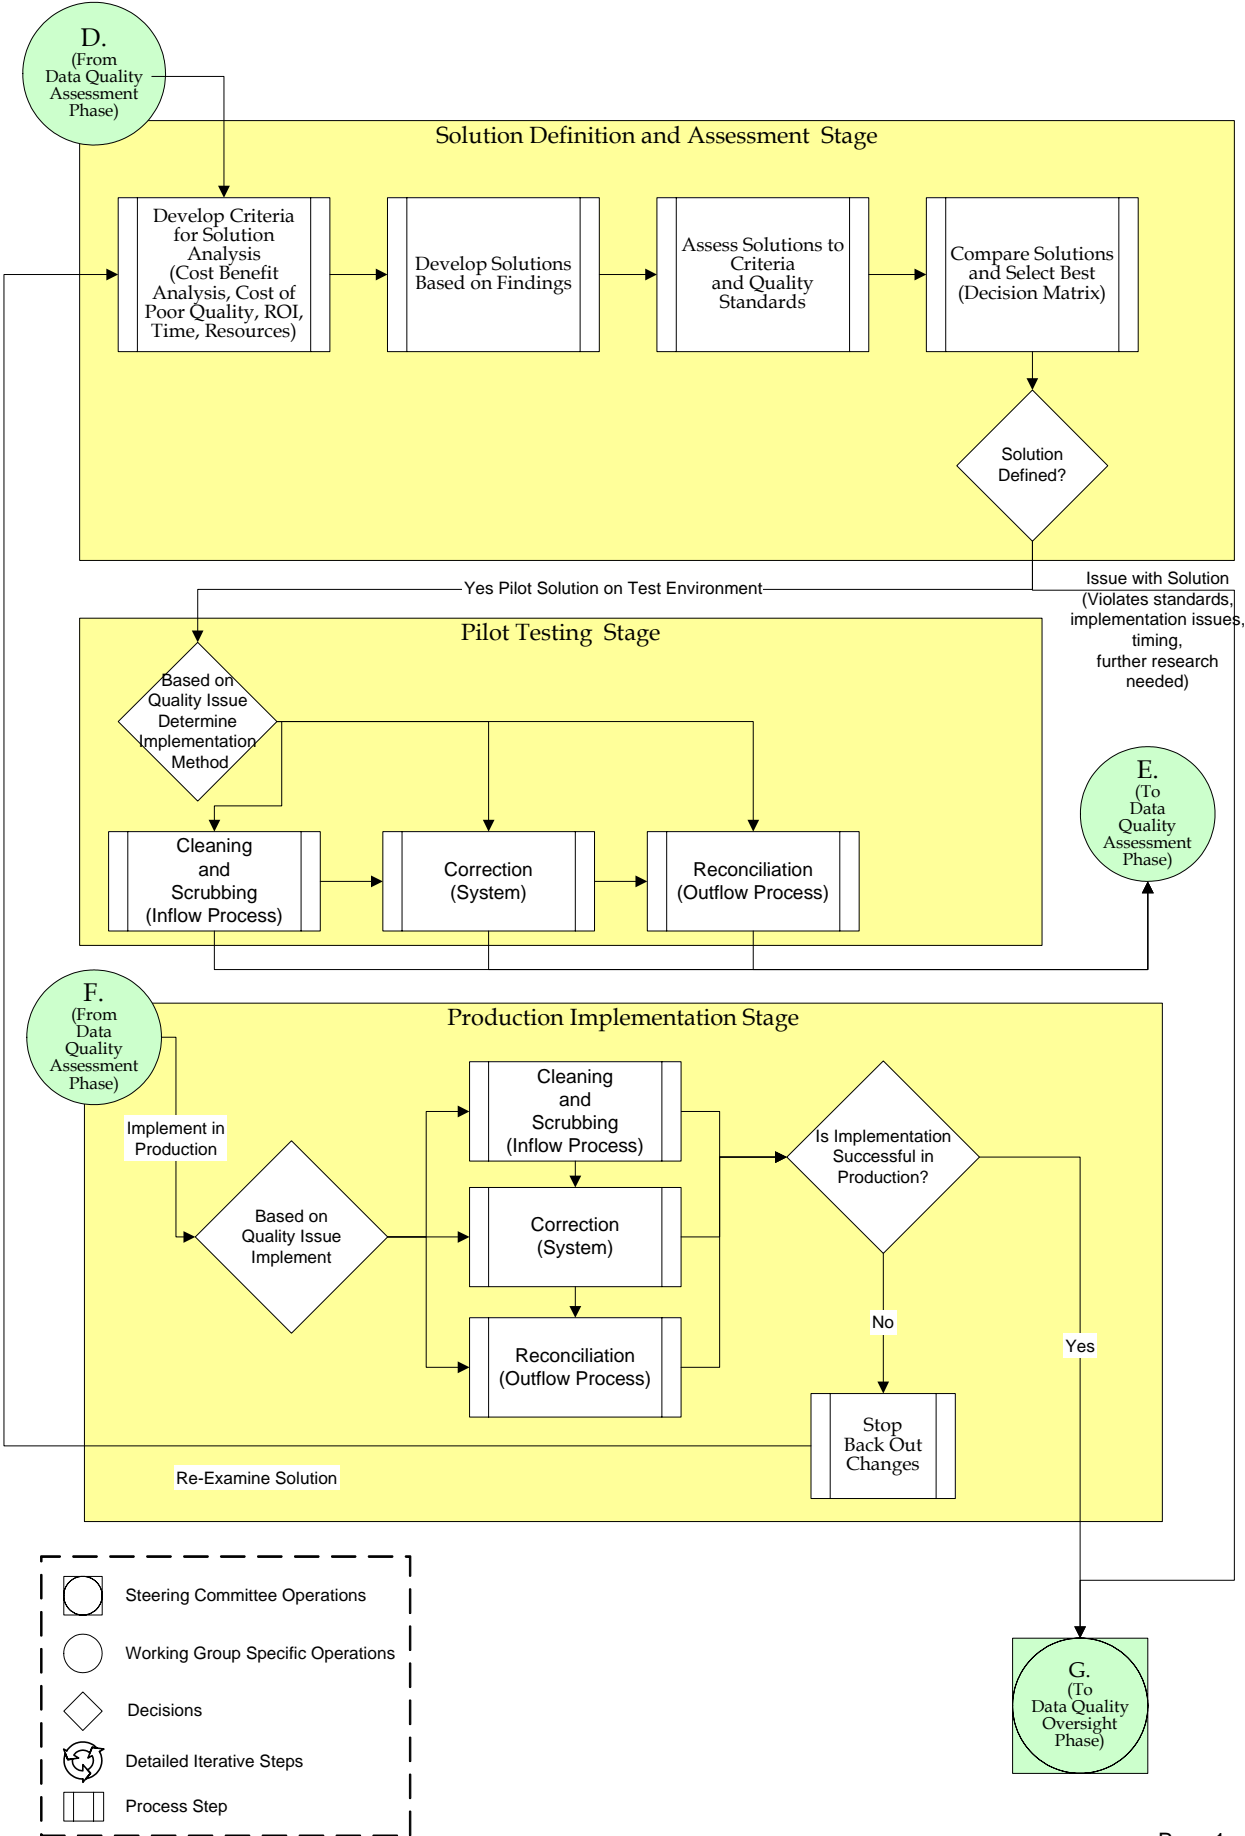 D.
(From
Data Quality
Assessment
Phase)
Solution Definition and Assessment Stage
Develop Criteria
for Solution
Analysis
(Cost Benefit
Analysis, Cost of
Poor Quality, ROI,
Time, Resources)
Develop Solutions
Based on Findings
Assess Solutions to
Criteria
and Quality
Standards
Compare Solutions
and Select Best
(Decision Matrix)
Solution
Defined?
Yes Pilot Solution on Test Environment
Issue with Solution
(Violates standards,
implementation issues,
timing,
further research
needed)
Pilot Testing Stage
Based on
Quality Issue
Determine
Implementation
Method
Cleaning
and
Scrubbing
(Inflow Process)
Correction
(System)
Reconciliation
(Outflow Process)
E.
(To
Data
Quality
Assessment
Phase)
F.
(From
Data
Quality
Assessment
Phase)
Production Implementation Stage
Implement in
Production
Based on
Quality Issue
Implement
Cleaning
and
Scrubbing
(Inflow Process)
Correction
(System)
Reconciliation
(Outflow Process)
Is Implementation
Successful in
Production?
No
Yes
Stop
Back Out
Changes
Re-Examine Solution
G.
(To
Data Quality
Oversight
Phase)
Steering Committee Operations
Working Group Specific Operations
Decisions
Detailed Iterative Steps
Process Step